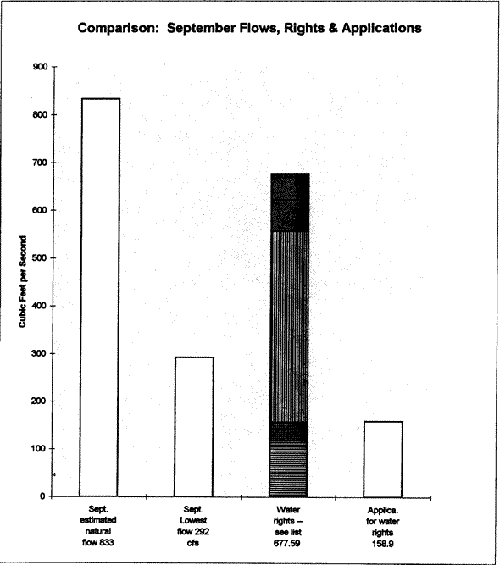 Comparison: September Flows, Rights & Applications
Cubic Feet per Second
900
800
700
600
500
400
300
200
100
0
Sept.
estimated
natural
flow 833
Sept.
Lowest
flow 292
cfs
Water
rights --
see list
677.59
Applica.
for water
rights
158.9